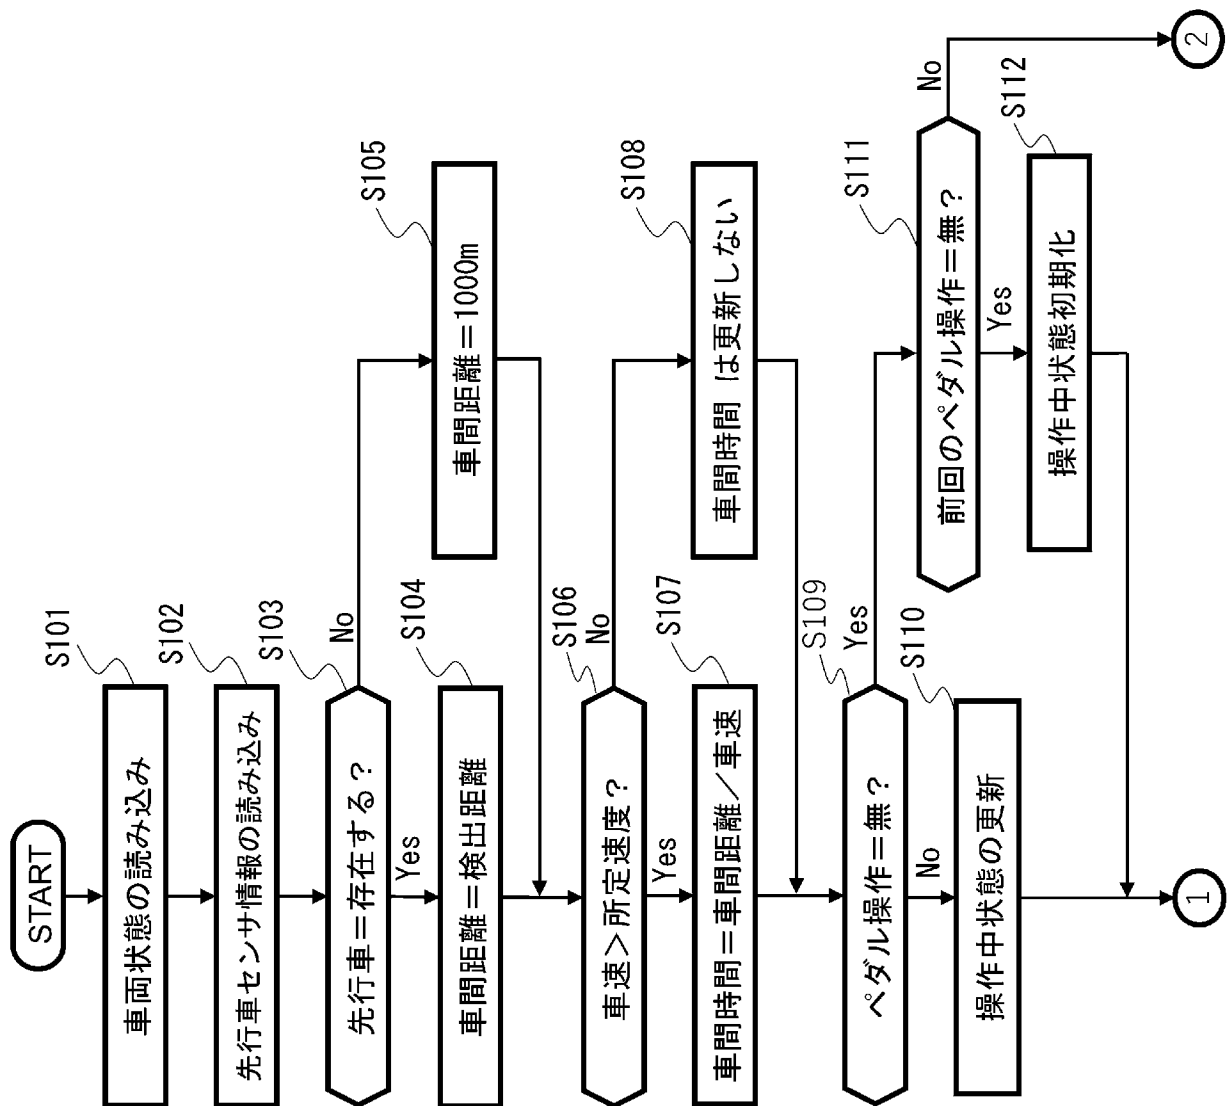 START
S101
車両状態の読み込み
S102
先行車センサ情報の読み込み
S103
先行車＝存在する？
No
Yes
S104
車間距離＝検出距離
S105
車間距離＝1000m
S106
車速＞所定速度？
No
Yes
S107
車間時間＝車間距離／車速
S108
車間時間 は更新しない
S109
ペダル操作＝無？
Yes
No
S110
操作中状態の更新
S111
前回のペダル操作＝無？
No
Yes
S112
操作中状態初期化
1
2